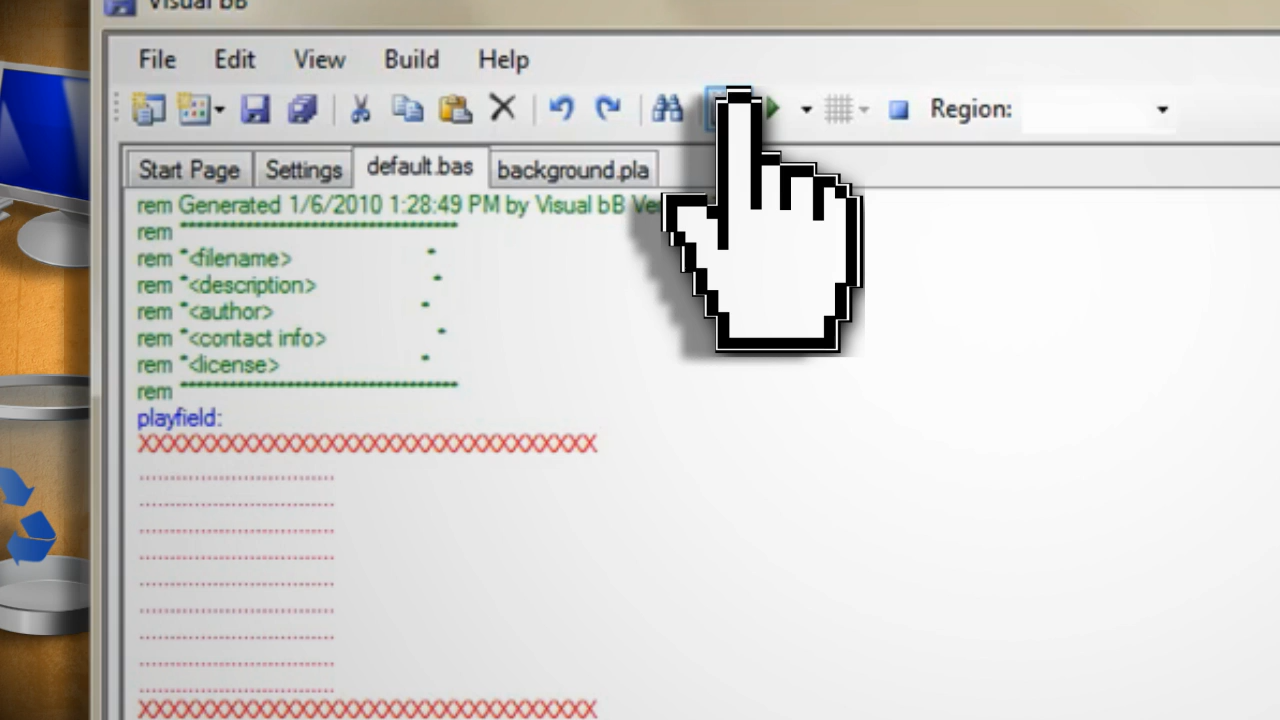 Visual bB
File Edit View Build Help
Region:
Start Page Settings default.bas background.pla
rem Generated 1/6/2010 1:28:49 PM by Visual bB
rem *********************************
rem *<filename> *
rem *<description> *
rem *<author> *
rem *<contact info> *
rem *<license> *
rem *********************************
playfield:
XXXXXXXXXXXXXXXXXXXXXXXXXXXXXXXX
................................
................................
................................
................................
................................
................................
................................
................................
................................
XXXXXXXXXXXXXXXXXXXXXXXXXXXXXXXX